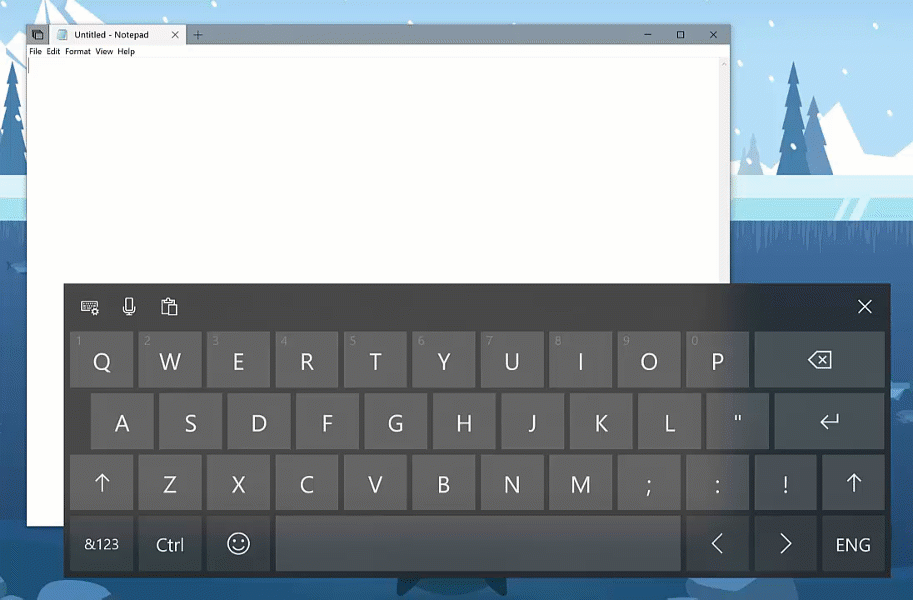 Untitled - Notepad
File Edit Format View Help
1 2 3 4 5 6 7 8 9 0
Q W E R T Y U I O P
A S D F G H J K L "
Z X C V B N M ; : !
&123 Ctrl ENG